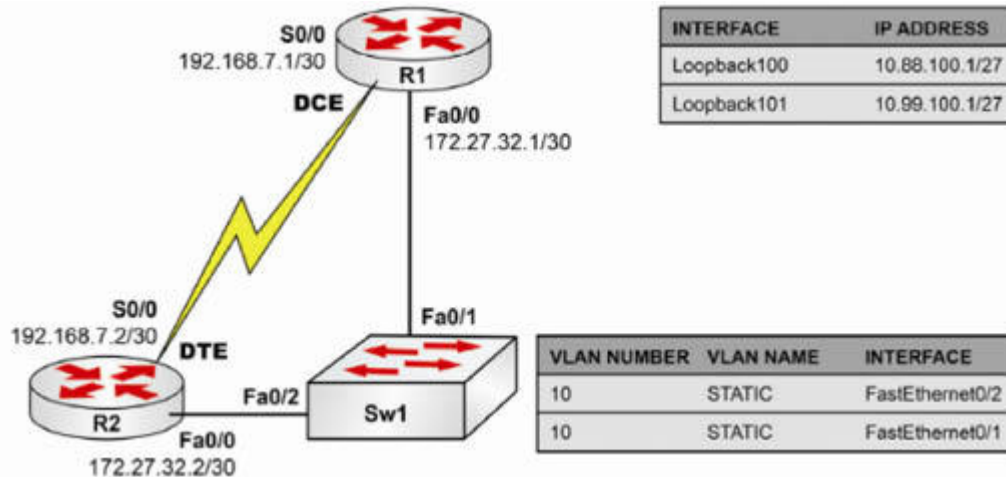 S0/0
192.168.7.1/30
R1
DCE
Fa0/0
172.27.32.1/30
INTERFACE IP ADDRESS
Loopback100 10.88.100.1/27
Loopback101 10.99.100.1/27
S0/0
192.168.7.2/30
DTE
R2
Fa0/0
172.27.32.2/30
Fa0/1
Fa0/2
Sw1
VLAN NUMBER VLAN NAME INTERFACE
10 STATIC FastEthernet0/2
10 STATIC FastEthernet0/1